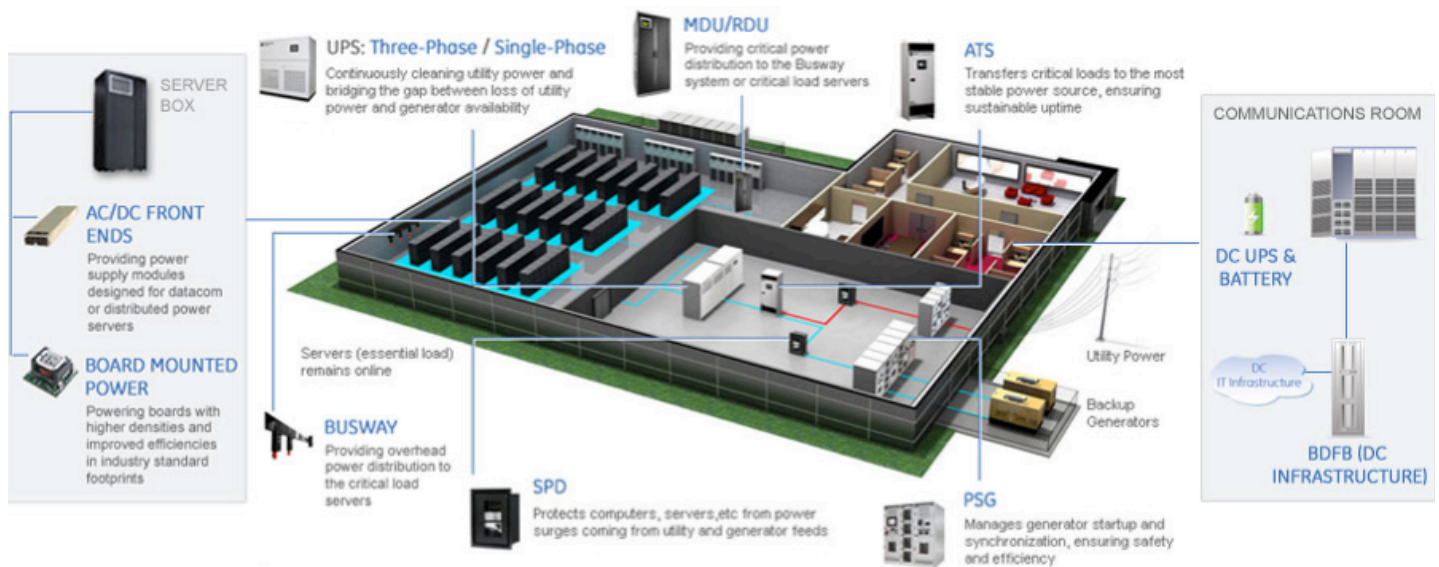 SERVER
BOX
AC/DC FRONT
ENDS
Providing power
supply modules
designed for datacom
or distributed power
servers
BOARD MOUNTED
POWER
Powering boards with
higher densities and
improved efficiencies
in industry standard
footprints
UPS: Three-Phase / Single-Phase
Continuously cleaning utility power and
bridging the gap between loss of utility
power and generator availability
MDU/RDU
Providing critical power
distribution to the Busway
system or critical load servers
ATS
Transfers critical loads to the most
stable power source, ensuring
sustainable uptime
Servers (essential load)
remains online
BUSWAY
Providing overhead
power distribution to
the critical load
servers
SPD
Protects computers, servers,etc from power
surges coming from utility and generator feeds
PSG
Manages generator startup and
synchronization, ensuring safety
and efficiency
Utility Power
Backup
Generators
COMMUNICATIONS ROOM
DC UPS &
BATTERY
DC
IT Infrastructure
BDFB (DC
INFRASTRUCTURE)